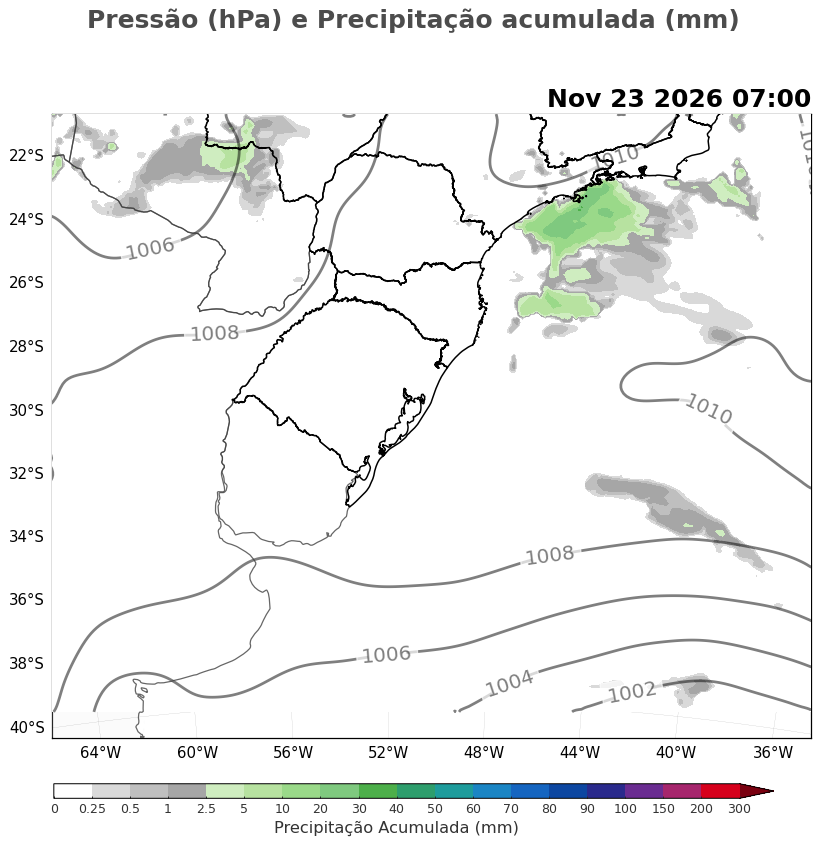 Pressão (hPa) e Precipitação acumulada (mm)
Nov 23 2026 07:00
22°S
24°S
26°S
28°S
30°S
32°S
34°S
36°S
38°S
40°S
1006
1008
1010
1010
1008
1006
1004
1002
64°W 60°W 56°W 52°W 48°W 44°W 40°W 36°W
0 0.25 0.5 1 2.5 5 10 20 30 40 50 60 70 80 90 100 150 200 300
Precipitação Acumulada (mm)